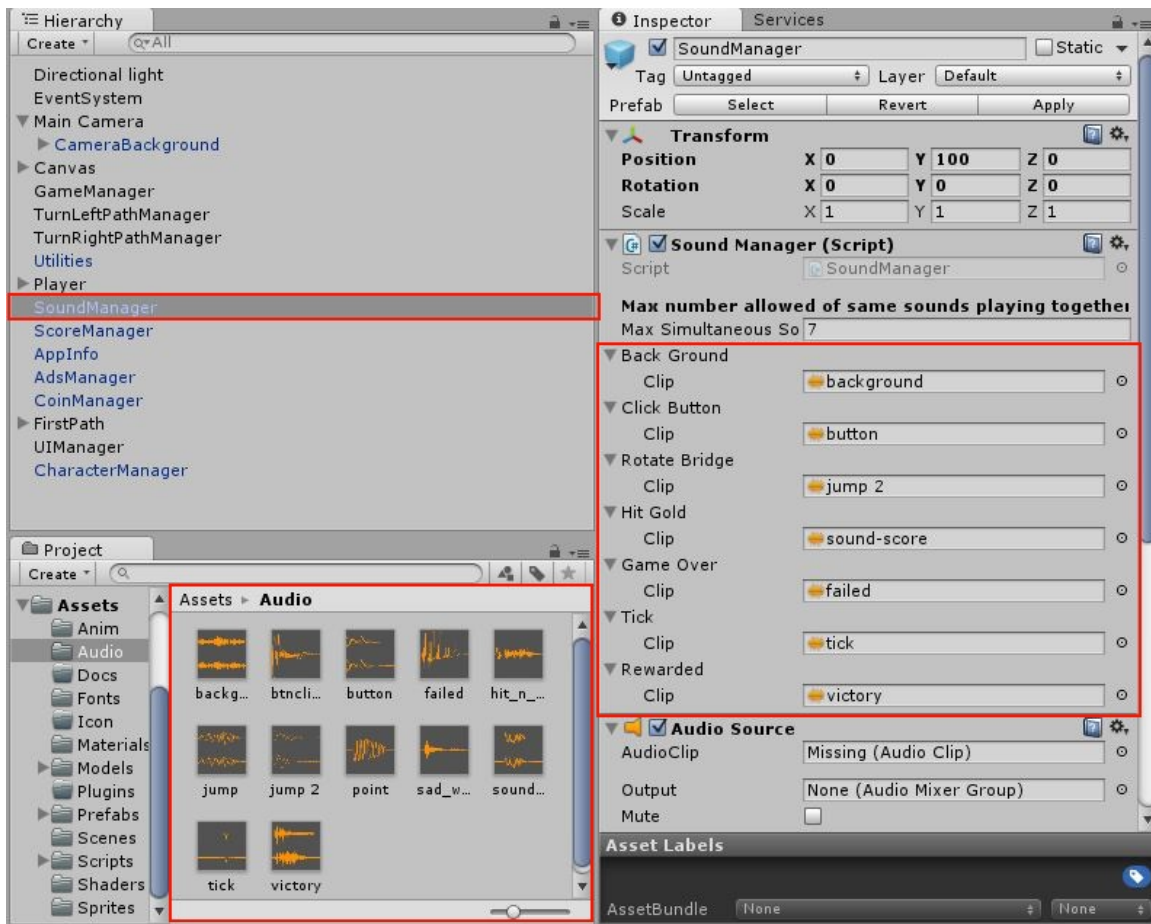 Hierarchy
Create
All
Directional light
EventSystem
Main Camera
CameraBackground
Canvas
GameManager
TurnLeftPathManager
TurnRightPathManager
Utilities
Player
SoundManager
ScoreManager
AppInfo
AdsManager
CoinManager
FirstPath
UIManager
CharacterManager
Project
Create
Assets
Anim
Audio
Docs
Fonts
Icon
Materials
Models
Plugins
Prefabs
Scenes
Scripts
Shaders
Sprites
Assets Audio
backg... btncli... button failed hit_n_...
jump jump 2 point sad_w... sound...
tick victory
Inspector Services
SoundManager Static
Tag Untagged Layer Default
Prefab Select Revert Apply
Transform
Position X 0 Y 100 Z 0
Rotation X 0 Y 0 Z 0
Scale X 1 Y 1 Z 1
Sound Manager (Script)
Script SoundManager
Max number allowed of same sounds playing together
Max Simultaneous So 7
Back Ground
Clip background
Click Button
Clip button
Rotate Bridge
Clip jump 2
Hit Gold
Clip sound-score
Game Over
Clip failed
Tick
Clip tick
Rewarded
Clip victory
Audio Source
AudioClip Missing (Audio Clip)
Output None (Audio Mixer Group)
Mute
Asset Labels
AssetBundle None None